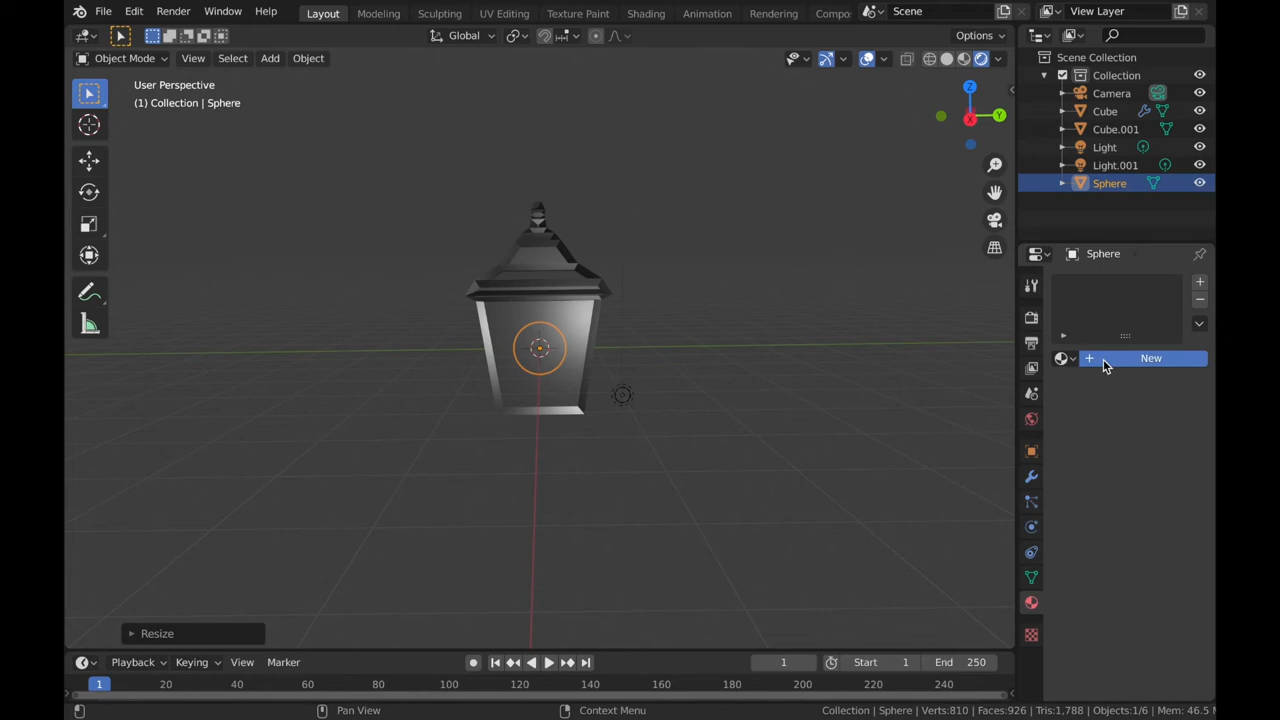 File Edit Render Window Help Layout Modeling Sculpting UV Editing Texture Paint Shading Animation Rendering Compo Scene View Layer
Global Options
Object Mode View Select Add Object
User Perspective
(1) Collection | Sphere
Z
Y
X
Scene Collection
Collection
Camera
Cube
Cube.001
Light
Light.001
Sphere
Sphere
New
Resize
Playback Keying View Marker 1 Start 1 End 250
1 20 40 60 80 100 120 140 160 180 200 220 240
Pan View Context Menu Collection | Sphere | Verts:810 | Faces:926 | Tris:1,788 | Objects:1/6 | Mem: 46.5 M